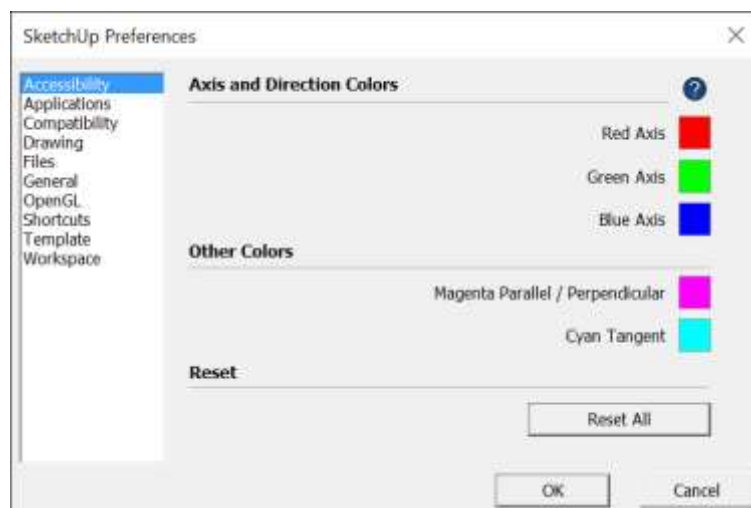 SketchUp Preferences
Accessibility
Applications
Compatibility
Drawing
Files
General
OpenGL
Shortcuts
Template
Workspace
Axis and Direction Colors
?
Red Axis
Green Axis
Blue Axis
Other Colors
Magenta Parallel / Perpendicular
Cyan Tangent
Reset
Reset All
OK
Cancel